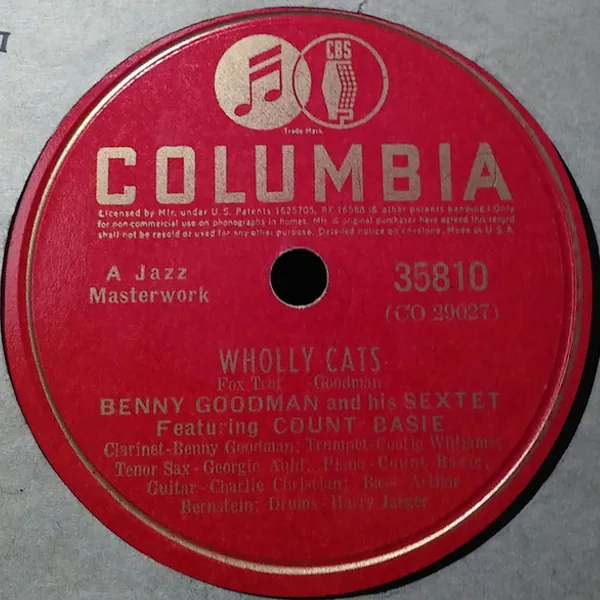 CBS
Trade Mark
COLUMBIA
Licensed by Mfr. under U. S. Patents 1625705, RE.16588 (& other patents pending.) Only
for non-commercial use on phonographs in homes. Mfr. & original purchaser have agreed this record
shall not be resold or used for any other purpose. Detailed notice on envelope. Made in U. S. A.
A Jazz
Masterwork
35810
(CO 29027)
WHOLLY CATS
Fox Trot -Goodman
BENNY GOODMAN and his SEXTET
Featuring COUNT BASIE
Clarinet-Benny Goodman; Trumpet-Cootie Williams;
Tenor Sax-Georgie Auld; Piano-Count Basie;
Guitar-Charlie Christian; Bass-Arthur
Bernstein; Drums-Harry Jaeger